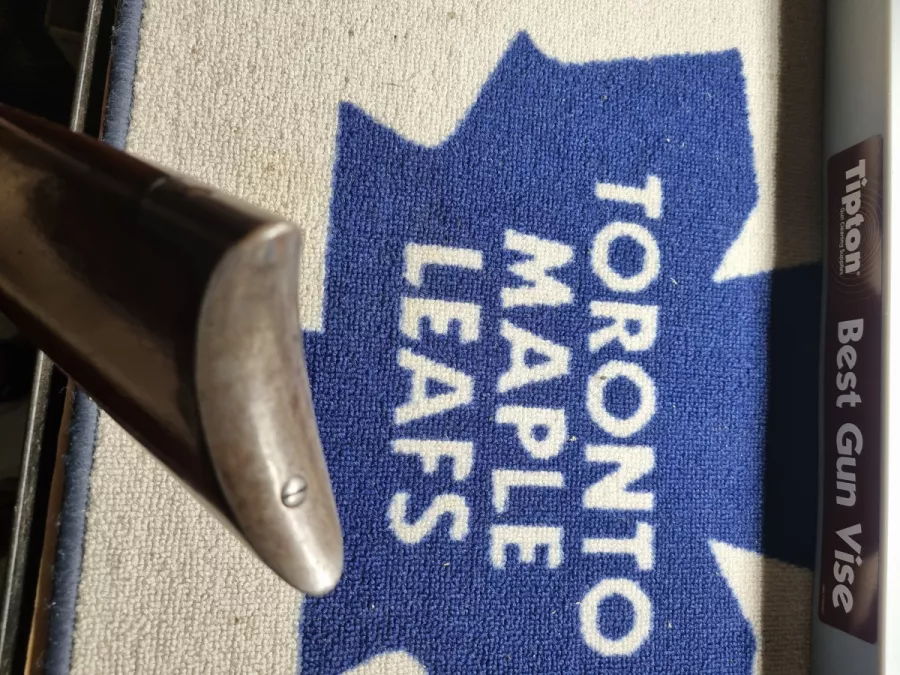 TORONTO
MAPLE
LEAFS
Tipton
Best Gun Vise